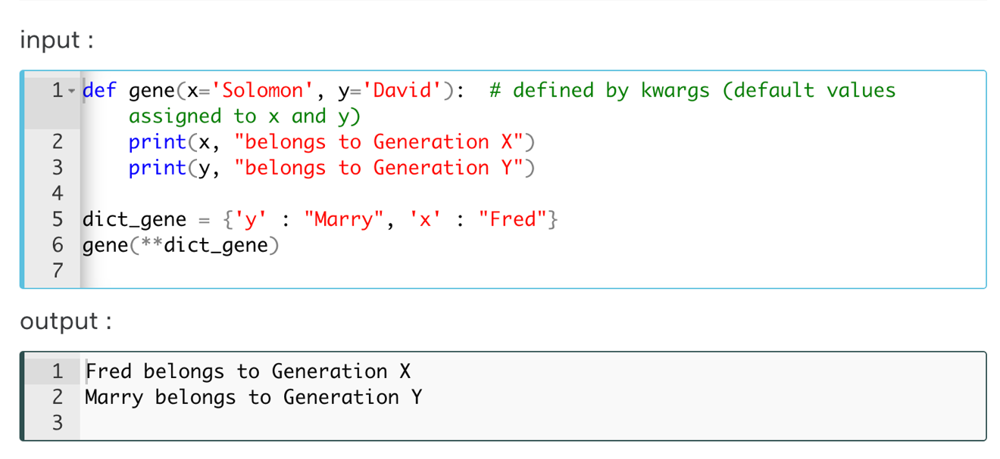 input :
1 def gene(x='Solomon', y='David'):  # defined by kwargs (default values
assigned to x and y)
2     print(x, "belongs to Generation X")
3     print(y, "belongs to Generation Y")
4
5 dict_gene = {'y' : "Marry", 'x' : "Fred"}
6 gene(**dict_gene)
7
output :
1 Fred belongs to Generation X
2 Marry belongs to Generation Y
3